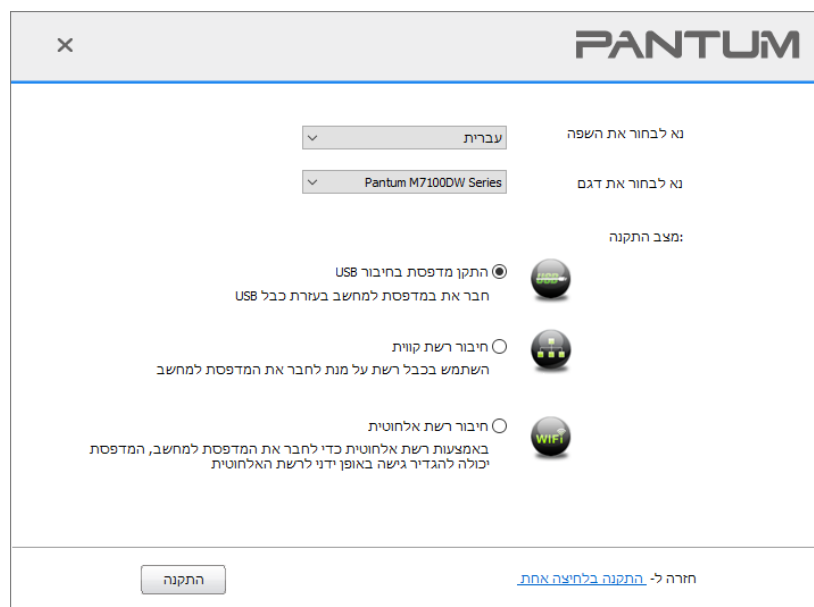 PANTUM
נא לבחור את השפה
עברית
נא לבחור את דגם
Pantum M7100DW Series
מצב התקנה:
התקן מדפסת בחיבור USB
חבר את במדפסת למחשב בעזרת כבל USB
USB
חיבור רשת קווית
השתמש בכבל רשת על מנת לחבר את המדפסת למחשב
חיבור רשת אלחוטית
WiFi
באמצעות רשת אלחוטית כדי לחבר את המדפסת למחשב, המדפסת
יכולה להגדיר גישה באופן ידני לרשת האלחוטית
חזרה ל- התקנה בלחיצה אחת
התקנה